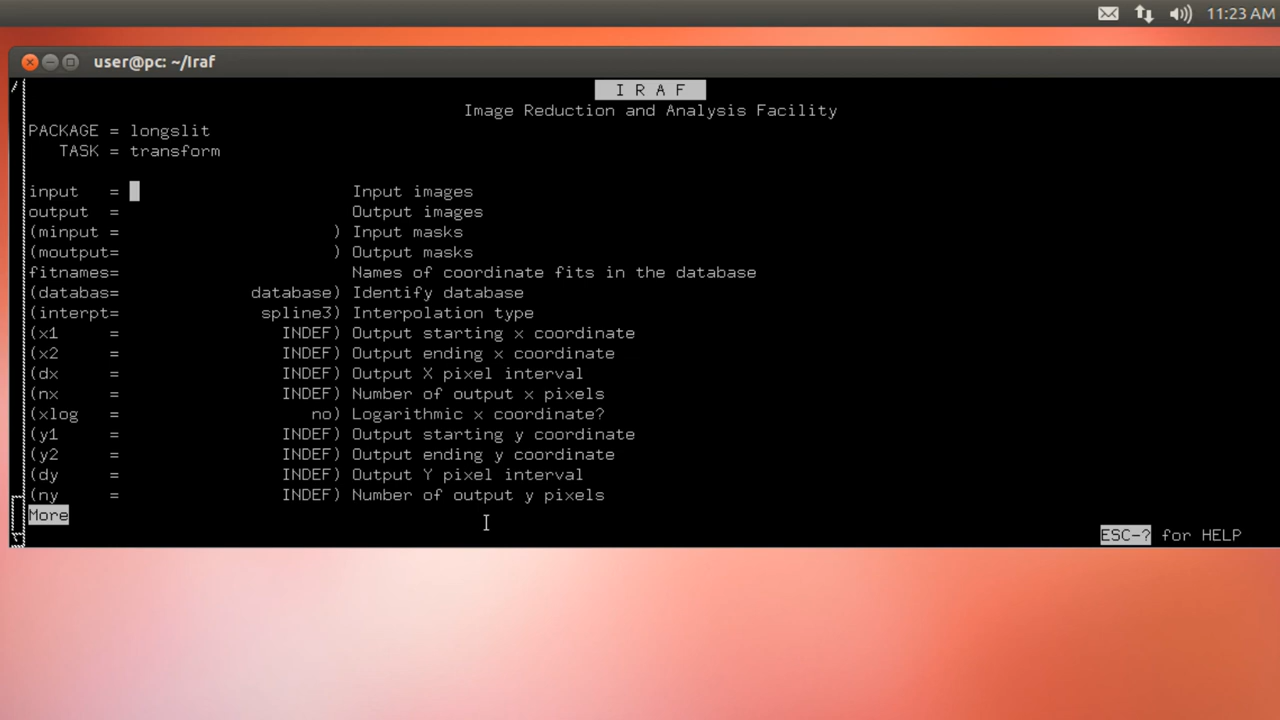 11:23 AM
user@pc: ~/Iraf
I R A F
Image Reduction and Analysis Facility
PACKAGE = longslit
TASK = transform
input = Input images
output = Output images
(minput = ) Input masks
(moutput= ) Output masks
fitnames= Names of coordinate fits in the database
(databas= database) Identify database
(interpt= spline3) Interpolation type
(x1 = INDEF) Output starting x coordinate
(x2 = INDEF) Output ending x coordinate
(dx = INDEF) Output X pixel interval
(nx = INDEF) Number of output x pixels
(xlog = no) Logarithmic x coordinate?
(y1 = INDEF) Output starting y coordinate
(y2 = INDEF) Output ending y coordinate
(dy = INDEF) Output Y pixel interval
(ny = INDEF) Number of output y pixels
More
ESC-? for HELP